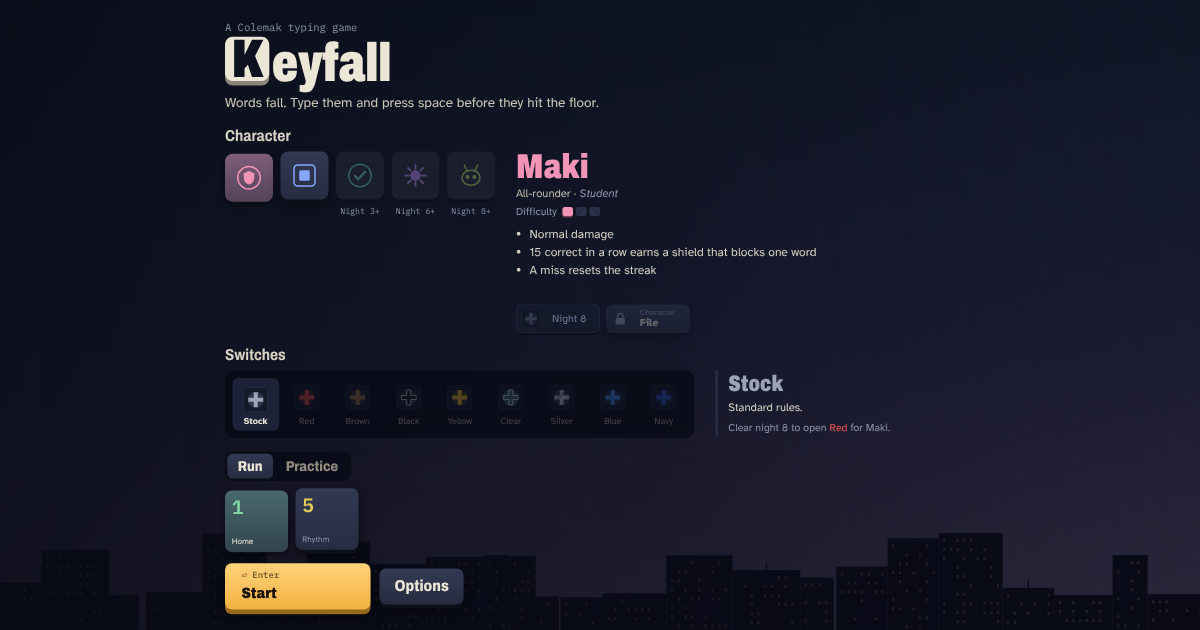 A Colemak typing game
Keyfall
Words fall. Type them and press space before they hit the floor.
Character
Night 3+
Night 6+
Night 8+
Maki
All-rounder · Student
Difficulty
• Normal damage
• 15 correct in a row earns a shield that blocks one word
• A miss resets the streak
Night 8
Character
File
Switches
Stock
Red
Brown
Black
Yellow
Clear
Silver
Blue
Navy
Stock
Standard rules.
Clear night 8 to open Red for Maki.
Run
Practice
1
Home
5
Rhythm
⏎ Enter
Start
Options